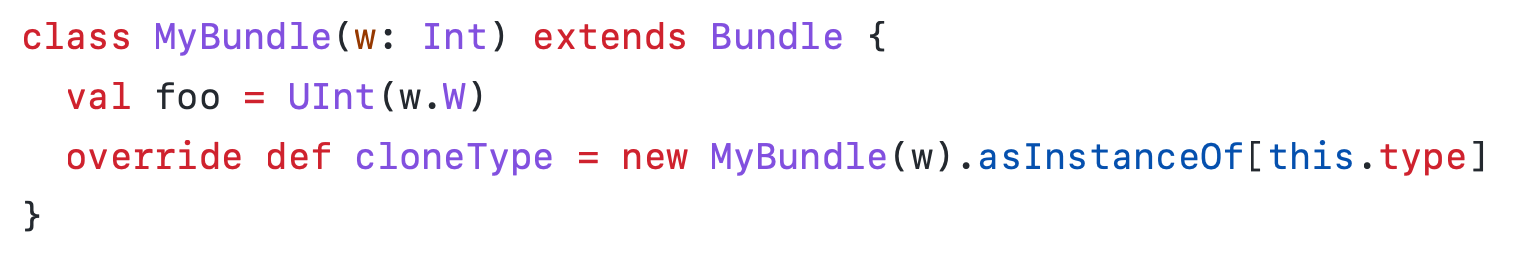 class MyBundle(w: Int) extends Bundle {
  val foo = UInt(w.W)
  override def cloneType = new MyBundle(w).asInstanceOf[this.type]
}